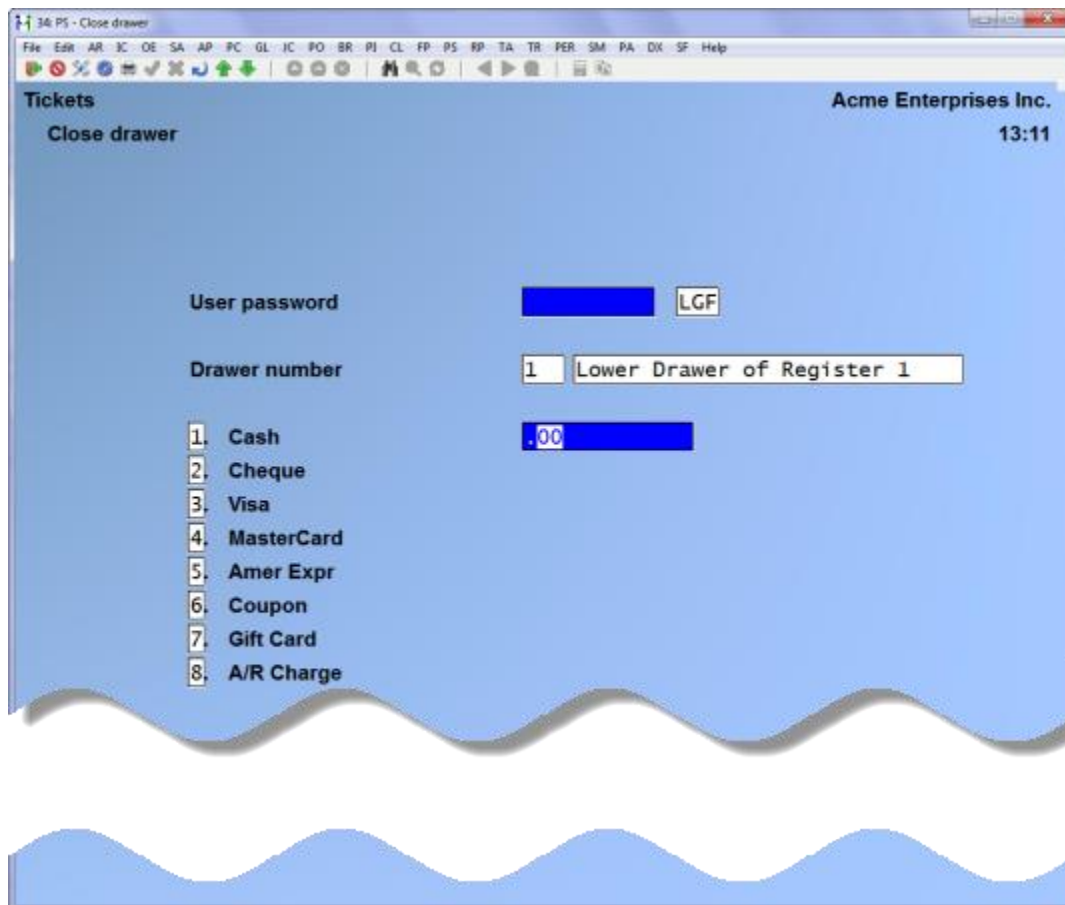 34: PS - Close drawer
File Edit AR IC OE SA AP PC GL JC PO BR PI CL FP PS RP TA TR PER SM PA DX SF Help
Tickets Acme Enterprises Inc.
Close drawer 13:11
User password LGF
Drawer number 1 Lower Drawer of Register 1
1. Cash .00
2. Cheque
3. Visa
4. MasterCard
5. Amer Expr
6. Coupon
7. Gift Card
8. A/R Charge